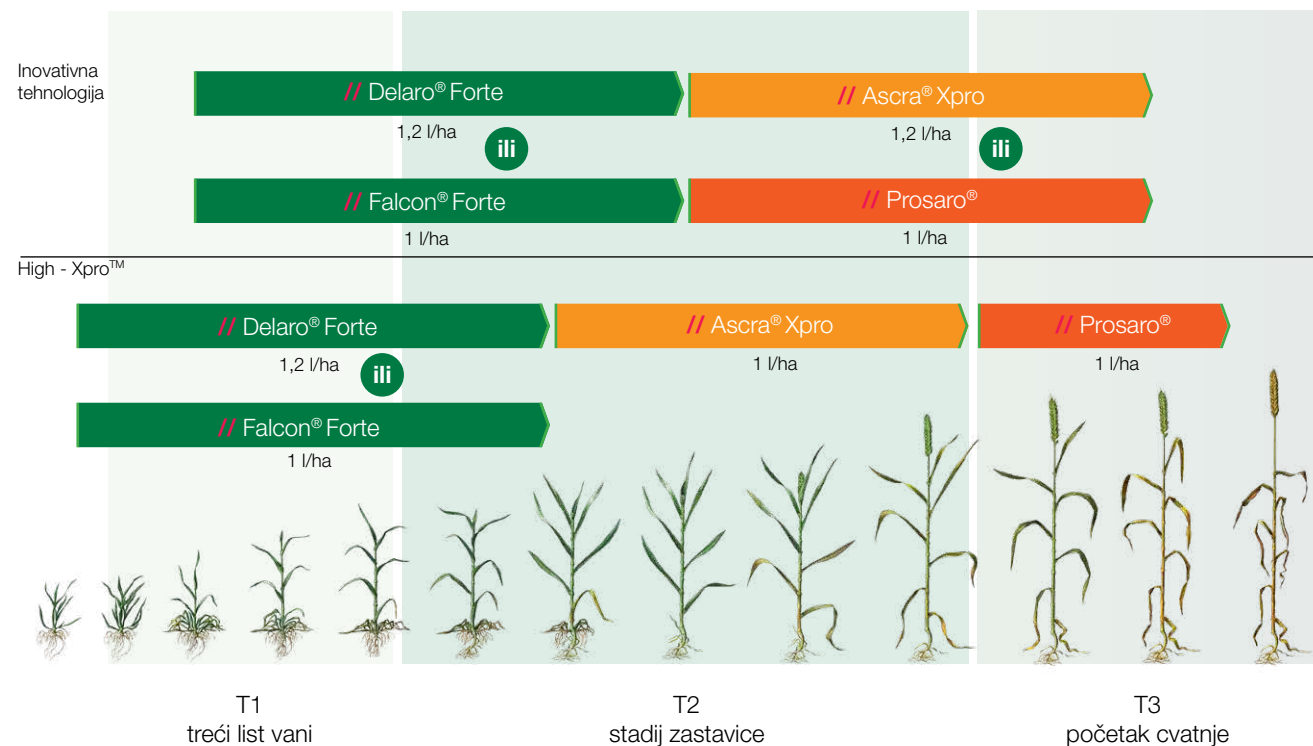 Inovativna
tehnologija
// Delaro® Forte
// Ascra® Xpro
1,2 l/ha
1,2 l/ha
ili
ili
// Falcon® Forte
// Prosaro®
1 l/ha
1 l/ha
High - Xpro™
// Delaro® Forte
// Ascra® Xpro
// Prosaro®
1,2 l/ha
1 l/ha
1 l/ha
ili
// Falcon® Forte
1 l/ha
T1
treći list vani
T2
stadij zastavice
T3
početak cvatnje